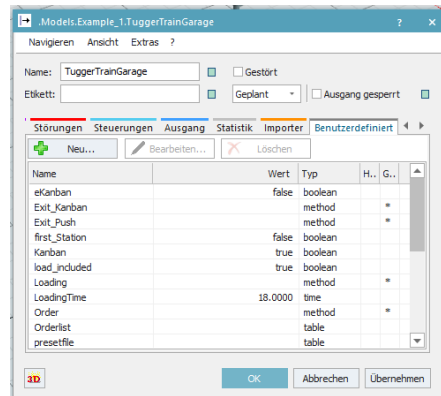 .Models.Example_1.TuggerTrainGarage ? X
Navigieren Ansicht Extras ?
Name: TuggerTrainGarage Gestört
Etikett: Geplant Ausgang gesperrt
Störungen Steuerungen Ausgang Statistik Importer Benutzerdefiniert
Neu... Bearbeiten... Löschen
Name Wert Typ H.. G..
eKanban false boolean
Exit_Kanban method *
Exit_Push method *
first_Station false boolean
Kanban true boolean
load_included true boolean
Loading method *
LoadingTime 18.0000 time
Order method *
Orderlist table
presetfile table
3D OK Abbrechen Übernehmen